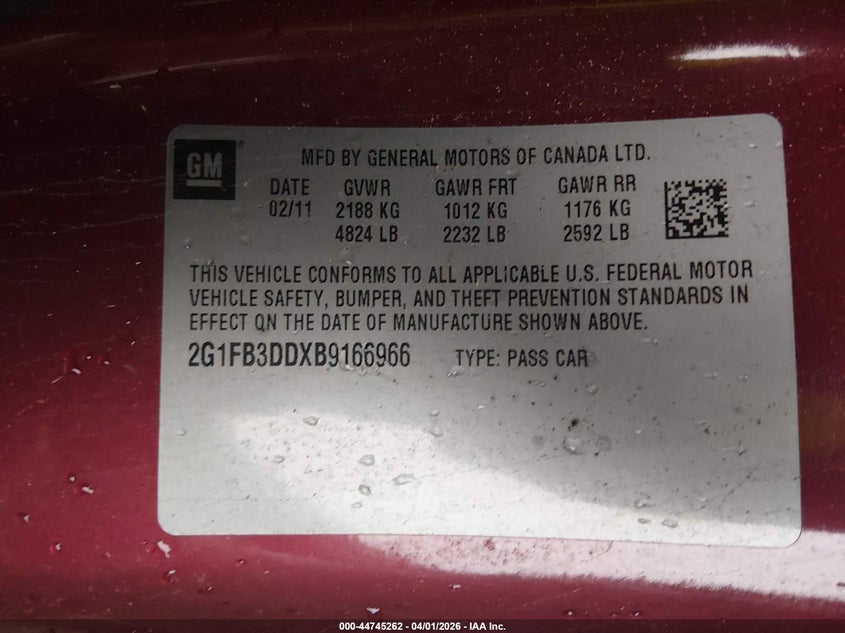 GM
MFD BY GENERAL MOTORS OF CANADA LTD.
DATE GVWR GAWR FRT GAWR RR
02/11 2188 KG 1012 KG 1176 KG
4824 LB 2232 LB 2592 LB
THIS VEHICLE CONFORMS TO ALL APPLICABLE U.S. FEDERAL MOTOR
VEHICLE SAFETY, BUMPER, AND THEFT PREVENTION STANDARDS IN
EFFECT ON THE DATE OF MANUFACTURE SHOWN ABOVE.
2G1FB3DDXB9166966 TYPE: PASS CAR
000-44745262 - 04/01/2026 - IAA Inc.